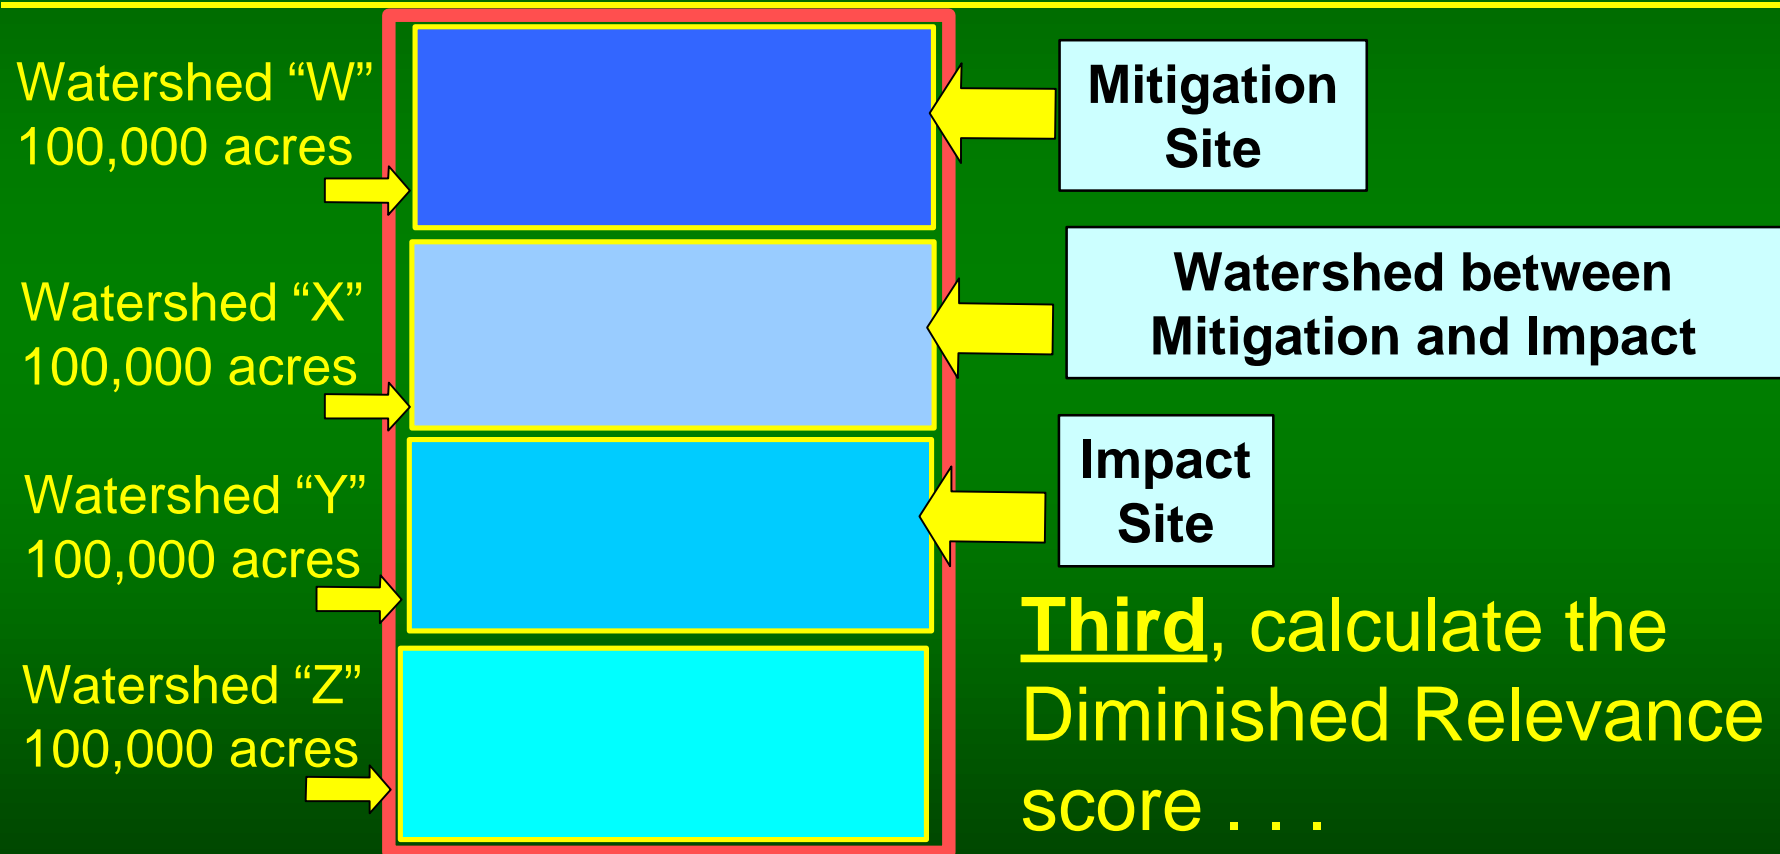 Watershed “W”
100,000 acres
Mitigation
Site
Watershed “X”
100,000 acres
Watershed between
Mitigation and Impact
Watershed “Y”
100,000 acres
Impact
Site
Watershed “Z”
100,000 acres
Third, calculate the
Diminished Relevance
score . . .